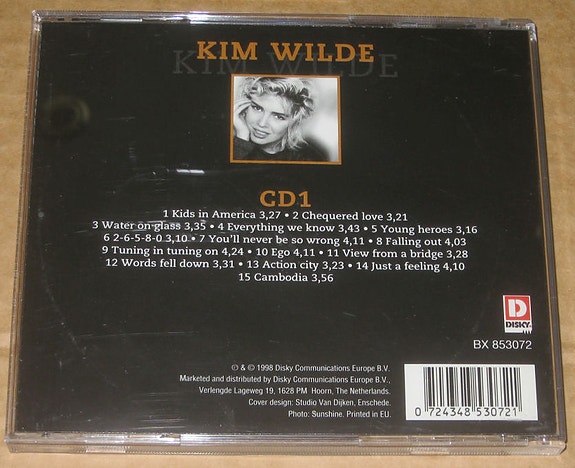 KIM WILDE
KIM WILDE
CD1
1 Kids in America 3,27 • 2 Chequered love 3,21
3 Water on glass 3,35 • 4 Everything we know 3,43 • 5 Young heroes 3,16
6 2-6-5-8-0 3,10 • 7 You'll never be so wrong 4,11 • 8 Falling out 4,03
9 Tuning in tuning on 4,24 • 10 Ego 4,11 • 11 View from a bridge 3,28
12 Words fell down 3,31 • 13 Action city 3,23 • 14 Just a feeling 4,10
15 Cambodia 3,56
D
DISKY
BX 853072
℗ & © 1998 Disky Communications Europe B.V.
Marketed and distributed by Disky Communications Europe B.V.,
Verlengde Lageweg 19, 1628 PM Hoorn, The Netherlands.
Cover design: Studio Van Dijken, Enschede.
Photo: Sunshine. Printed in EU.
0 724348 530721